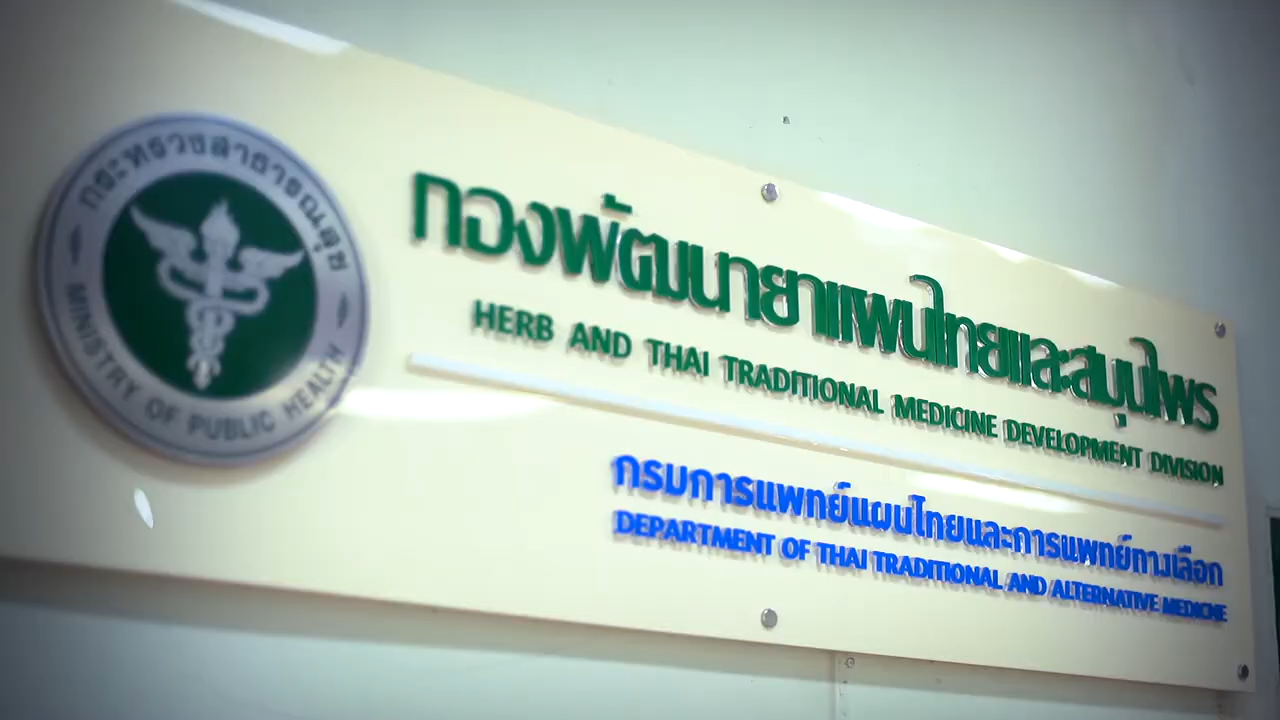 กระทรวงสาธารณสุข
MINISTRY OF PUBLIC HEALTH
กองพัฒนายาแผนไทยและสมุนไพร
HERB AND THAI TRADITIONAL MEDICINE DEVELOPMENT DIVISION
กรมการแพทย์แผนไทยและการแพทย์ทางเลือก
DEPARTMENT OF THAI TRADITIONAL AND ALTERNATIVE MEDICINE